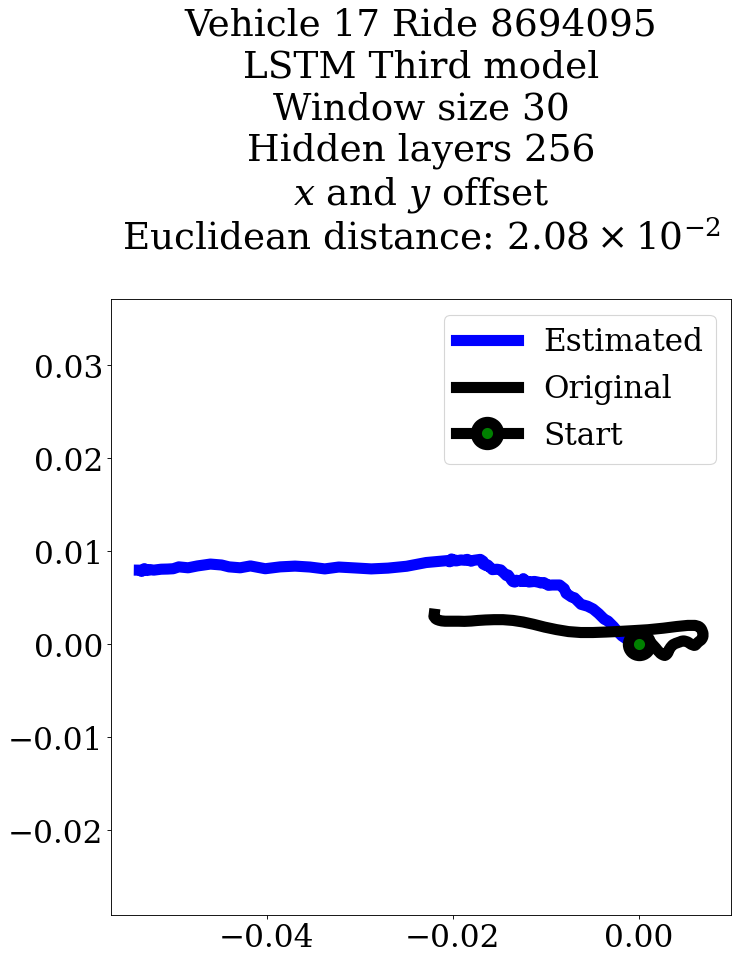 Vehicle 17 Ride 8694095
LSTM Third model
Window size 30
Hidden layers 256
x and y offset
Euclidean distance: 2.08 × 10⁻²
Estimated
Original
Start
0.03
0.02
0.01
0.00
−0.01
−0.02
−0.04
−0.02
0.00